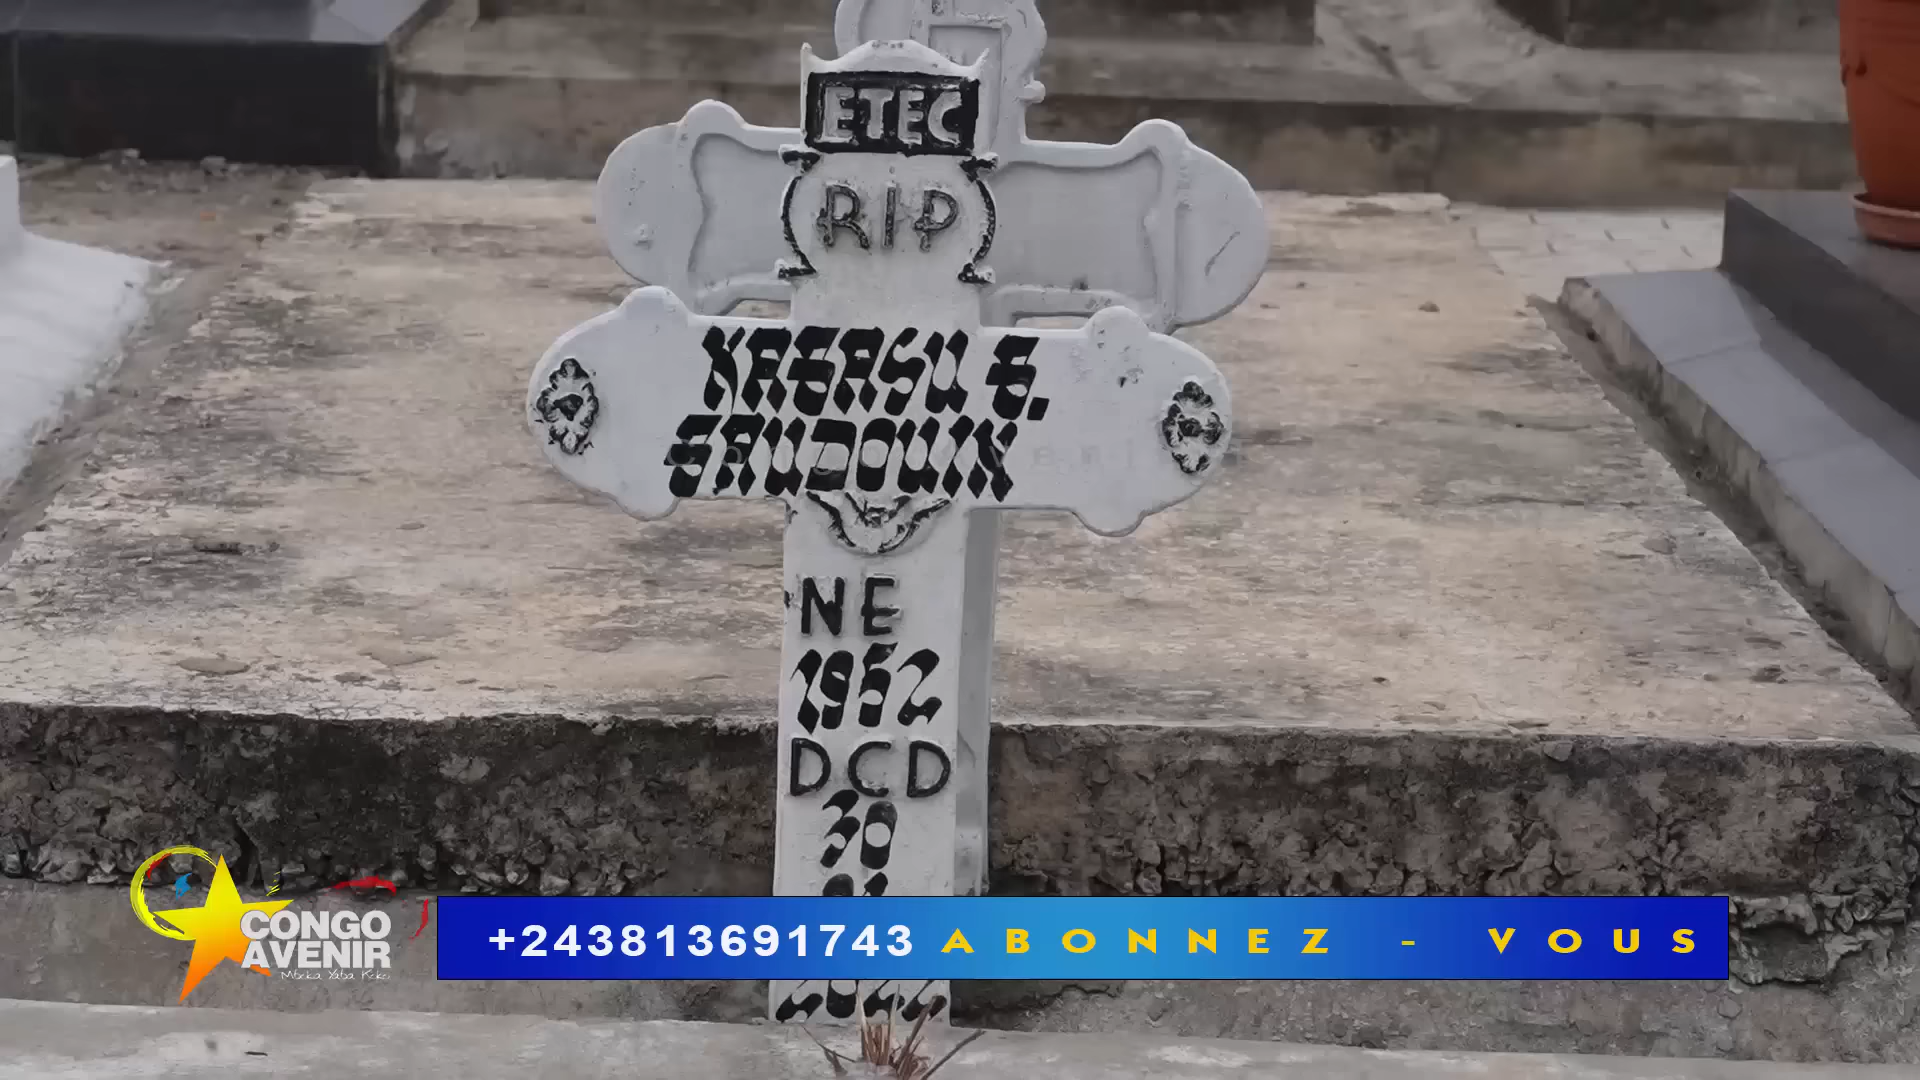 ETEC
RIP
KABASU B.
BAUDOUIN
NE
1952
DCD
30
CONGO
AVENIR
+243813691743 ABONNEZ - VOUS